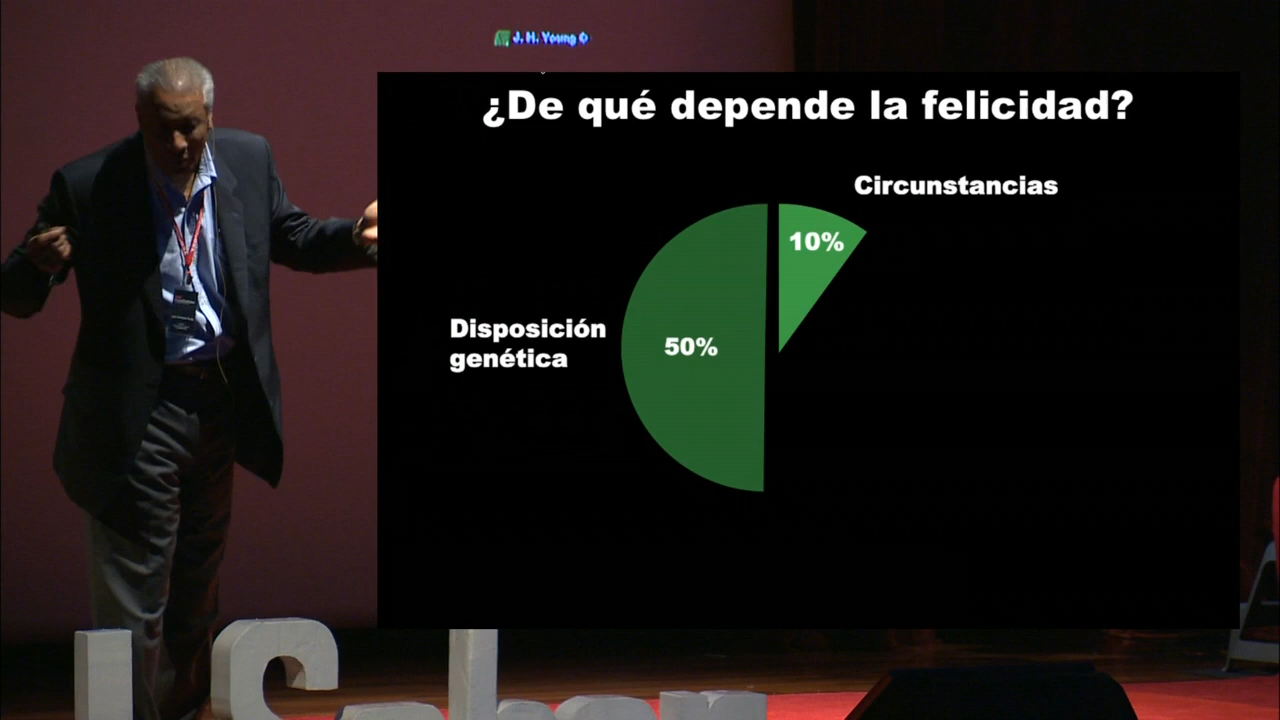 J. H. Young
¿De qué depende la felicidad?
Circunstancias
10%
Disposición
genética
50%